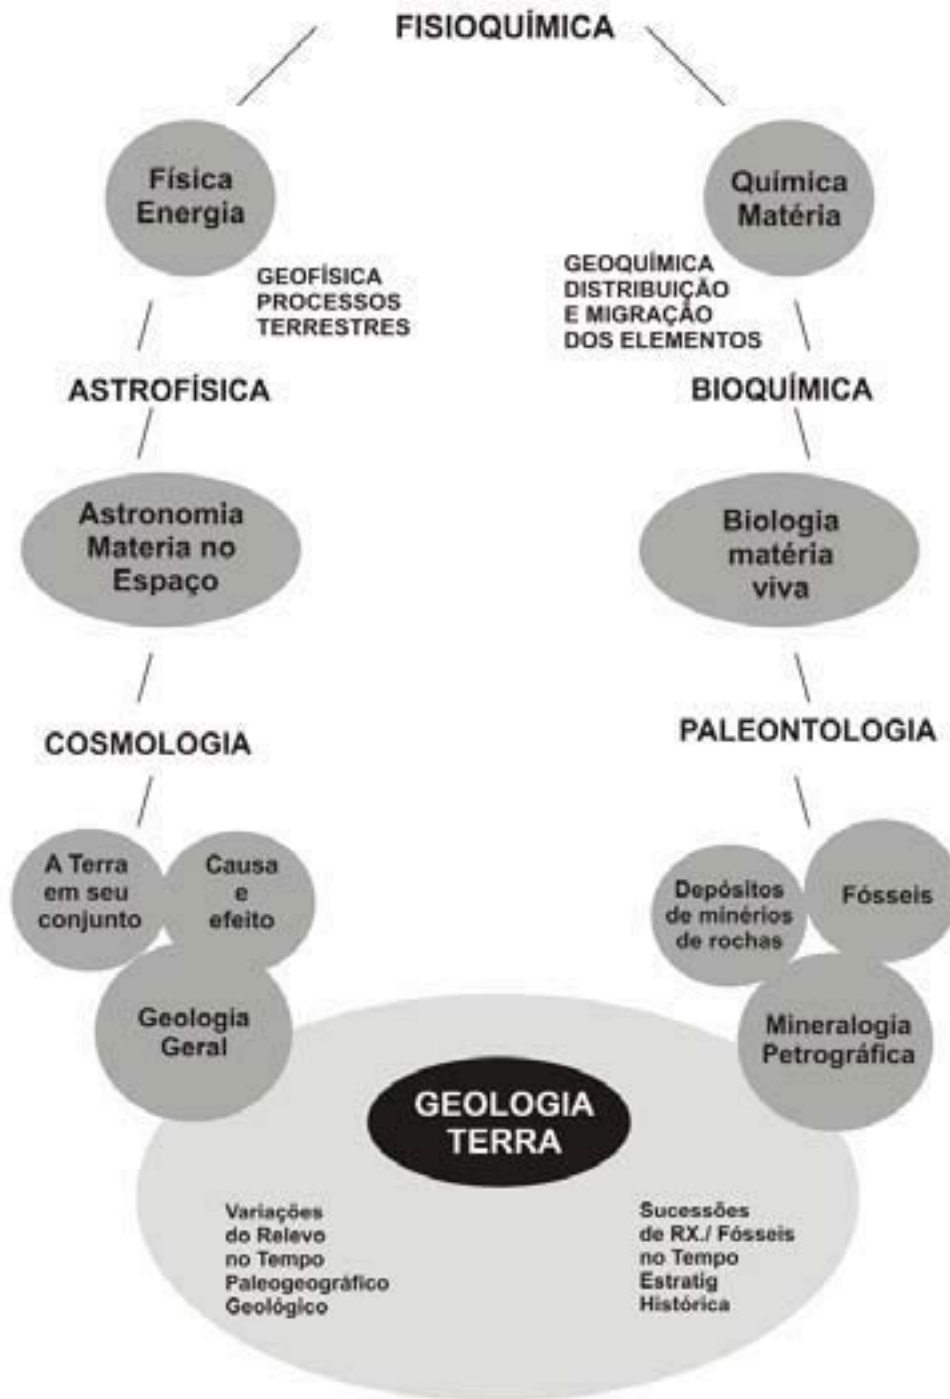 FISIOQUÍMICA
Física
Energia
Química
Matéria
GEOFÍSICA
PROCESSOS
TERRESTRES
GEOQUÍMICA
DISTRIBUIÇÃO
E MIGRAÇÃO
DOS ELEMENTOS
ASTROFÍSICA
BIOQUÍMICA
Astronomia
Materia no
Espaço
Biologia
matéria
viva
COSMOLOGIA
PALEONTOLOGIA
A Terra
em seu
conjunto
Causa
e
efeito
Depósitos
de minérios
de rochas
Fósseis
Geologia
Geral
Mineralogia
Petrográfica
GEOLOGIA
TERRA
Variações
do Relevo
no Tempo
Paleogeográfico
Geológico
Sucessões
de RX./ Fósseis
no Tempo
Estratig
Histórica